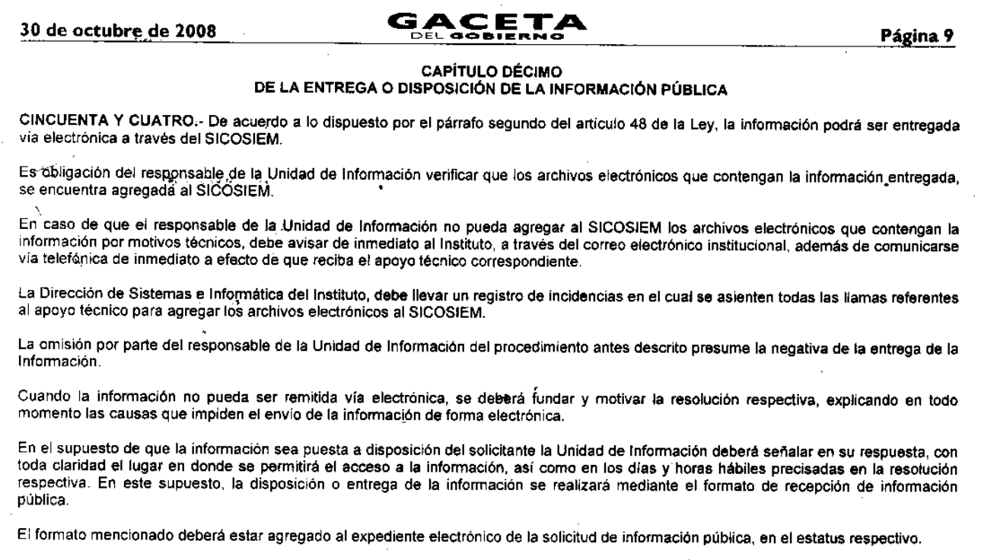 30 de octubre de 2008
GACETA
DEL GOBIERNO
Página 9
CAPÍTULO DÉCIMO
DE LA ENTREGA O DISPOSICIÓN DE LA INFORMACIÓN PÚBLICA
CINCUENTA Y CUATRO.- De acuerdo a lo dispuesto por el párrafo segundo del artículo 48 de la Ley, la información podrá ser entregada
vía electrónica a través del SICOSIEM.
Es obligación del responsable de la Unidad de Información verificar que los archivos electrónicos que contengan la información entregada,
se encuentra agregada al SICOSIEM.
En caso de que el responsable de la Unidad de Información no pueda agregar al SICOSIEM los archivos electrónicos que contengan la
información por motivos técnicos, debe avisar de inmediato al Instituto, a través del correo electrónico institucional, además de comunicarse
vía telefónica de inmediato a efecto de que reciba el apoyo técnico correspondiente.
La Dirección de Sistemas e Informática del Instituto, debe llevar un registro de incidencias en el cual se asienten todas las llamas referentes
al apoyo técnico para agregar los archivos electrónicos al SICOSIEM.
La omisión por parte del responsable de la Unidad de Información del procedimiento antes descrito presume la negativa de la entrega de la
Información.
Cuando la información no pueda ser remitida vía electrónica, se deberá fundar y motivar la resolución respectiva, explicando en todo
momento las causas que impiden el envío de la información de forma electrónica.
En el supuesto de que la información sea puesta a disposición del solicitante la Unidad de Información deberá señalar en su respuesta, con
toda claridad el lugar en donde se permitirá el acceso a la información, así como en los días y horas hábiles precisadas en la resolución
respectiva. En este supuesto, la disposición o entrega de la información se realizará mediante el formato de recepción de información
pública.
El formato mencionado deberá estar agregado al expediente electrónico de la solicitud de información pública, en el estatus respectivo.